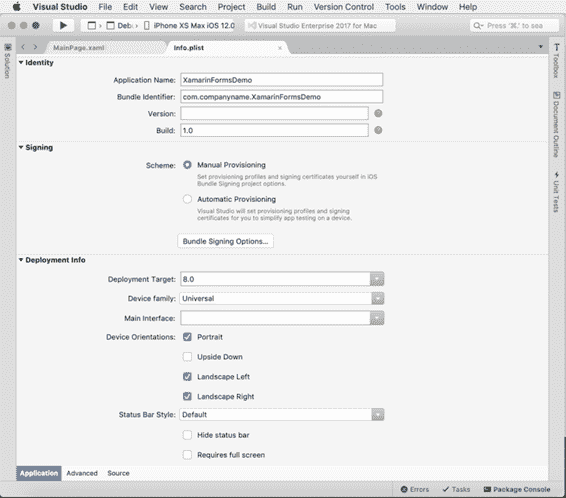 Visual Studio File Edit View Search Project Build Run Version Control Tools Window Help
Debu iPhone XS Max iOS 12.0 Visual Studio Enterprise 2017 for Mac Press '⌘.' to sea
Solution
MainPage.xaml Info.plist ×
Toolbox
Document Outline
Unit Tests
Identity
Application Name: XamarinFormsDemo
Bundle Identifier: com.companyname.XamarinFormsDemo
Version:
Build: 1.0
Signing
Scheme: Manual Provisioning
Set provisioning profiles and signing certificates yourself in iOS
Bundle Signing project options.
Automatic Provisioning
Visual Studio will set provisioning profiles and signing
certificates for you to simplify app testing on a device.
Bundle Signing Options...
Deployment Info
Deployment Target: 8.0
Device family: Universal
Main Interface:
Device Orientations: Portrait
Upside Down
Landscape Left
Landscape Right
Status Bar Style: Default
Hide status bar
Requires full screen
Application Advanced Source
Errors Tasks Package Console